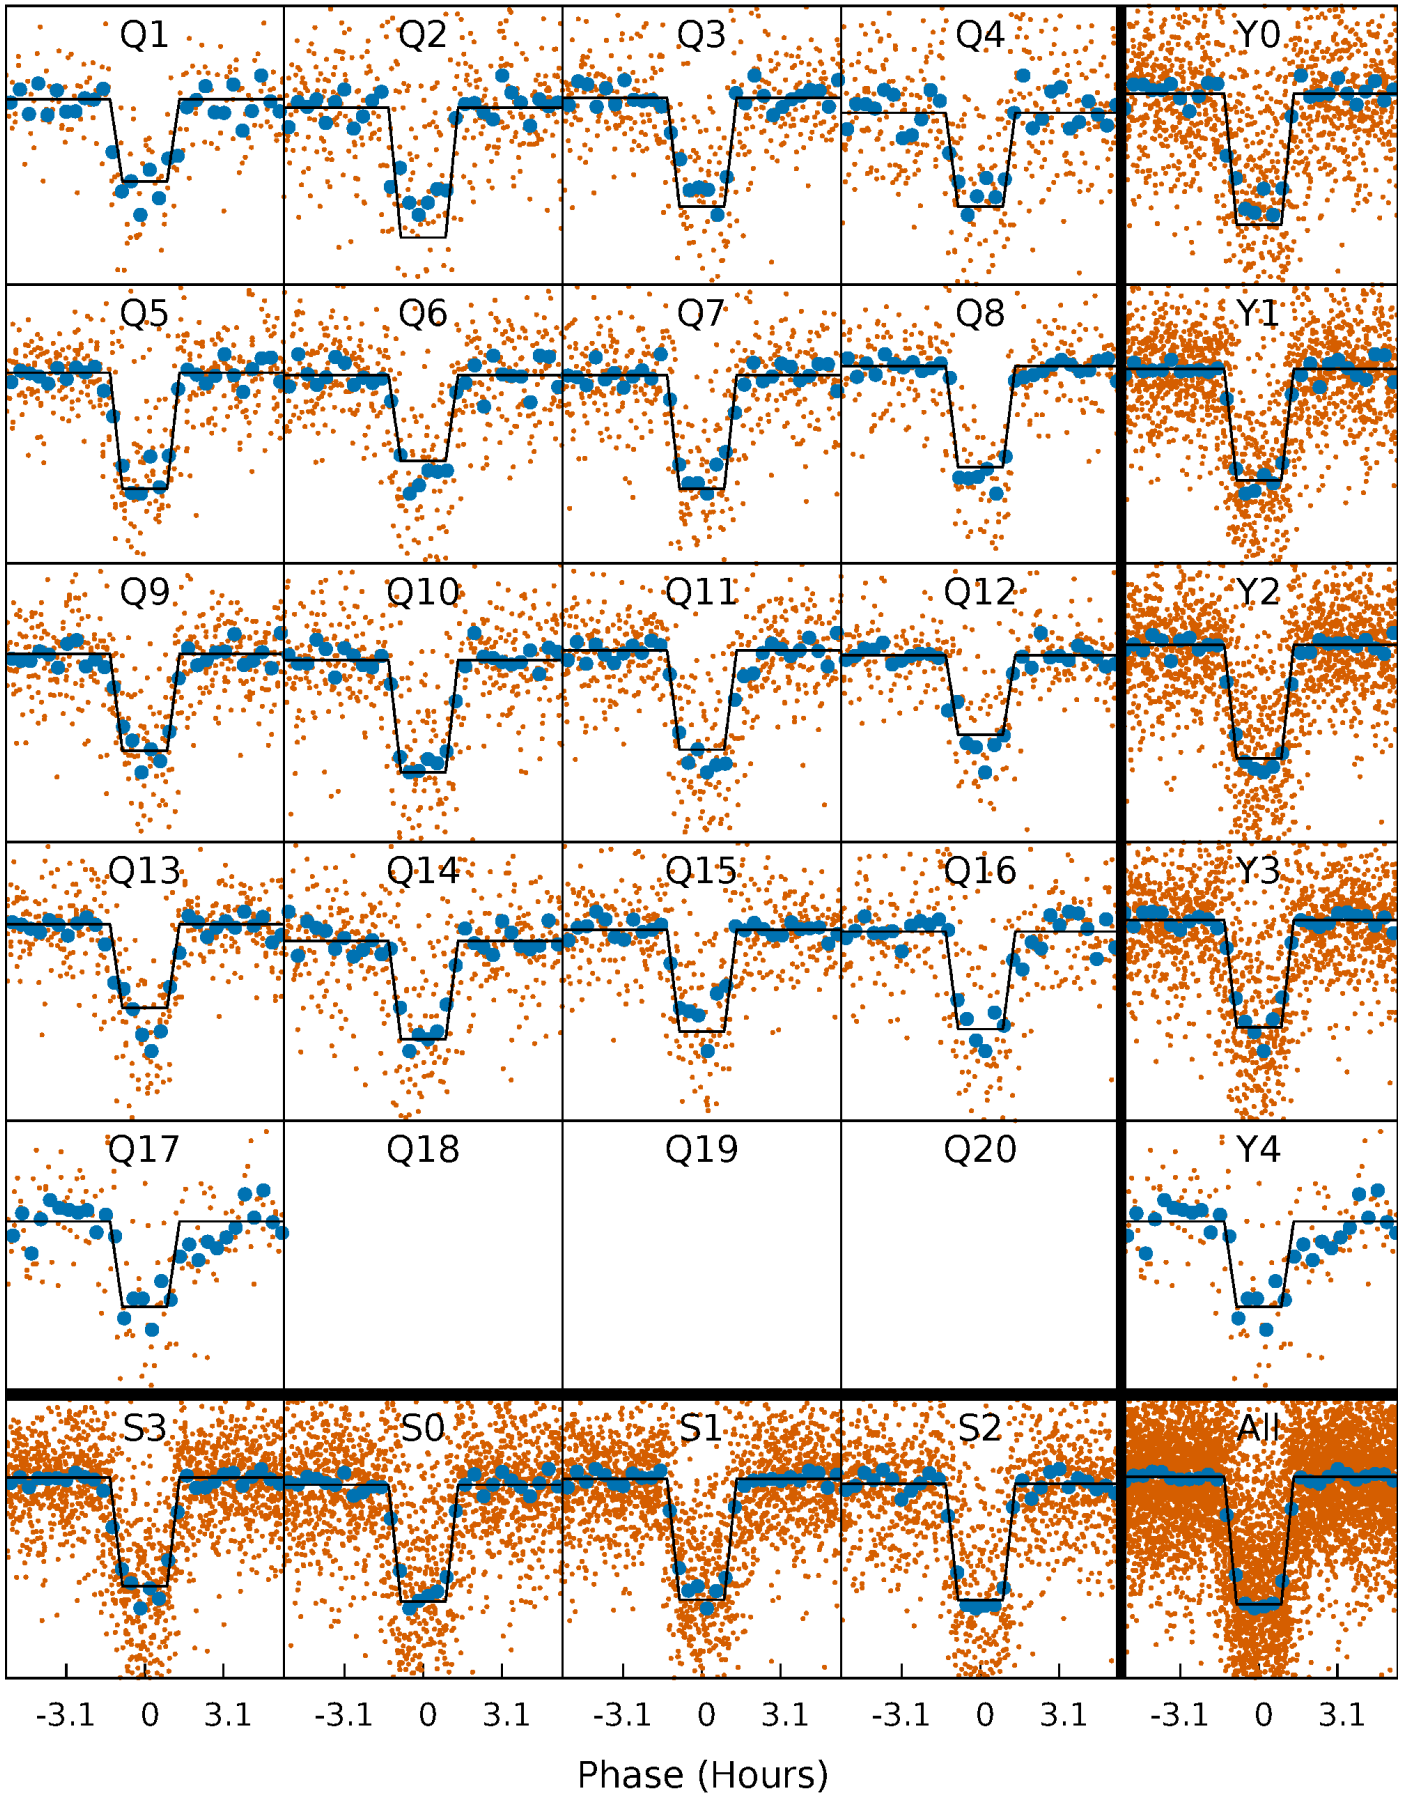 Q1 Q2 Q3 Q4 Y0
Q5 Q6 Q7 Q8 Y1
Q9 Q10 Q11 Q12 Y2
Q13 Q14 Q15 Q16 Y3
Q17 Q18 Q19 Q20 Y4
S3 S0 S1 S2 All
-3.1 0 3.1 -3.1 0 3.1 -3.1 0 3.1 -3.1 0 3.1 -3.1 0 3.1
Phase (Hours)